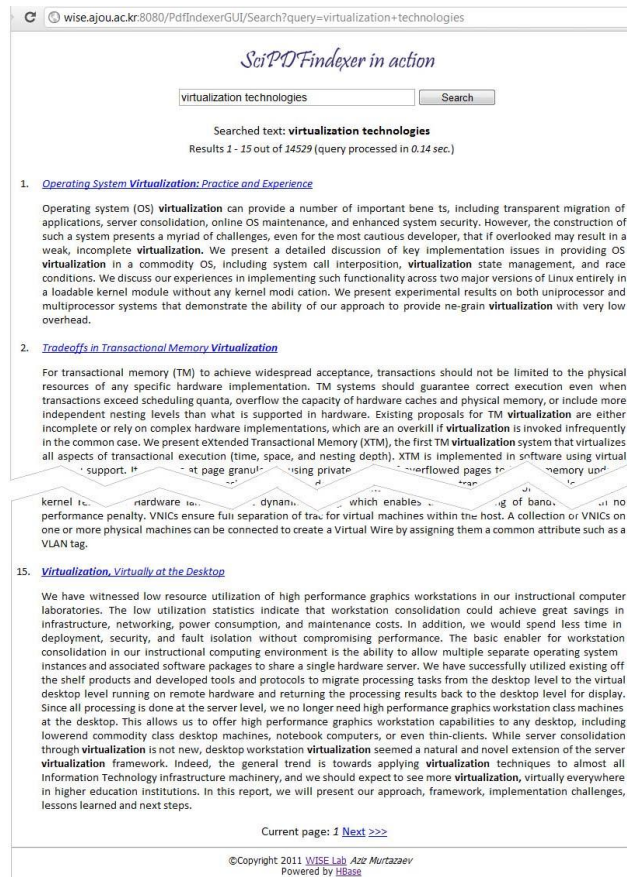 wise.ajou.ac.kr:8080/PdfIndexerGUI/Search?query=virtualization+technologies
SciPDFindexer in action
virtualization technologies Search
Searched text: virtualization technologies
Results 1 - 15 out of 14529 (query processed in 0.14 sec.)
1. Operating System Virtualization: Practice and Experience
Operating system (OS) virtualization can provide a number of important bene ts, including transparent migration of
applications, server consolidation, online OS maintenance, and enhanced system security. However, the construction of
such a system presents a myriad of challenges, even for the most cautious developer, that if overlooked may result in a
weak, incomplete virtualization. We present a detailed discussion of key implementation issues in providing OS
virtualization in a commodity OS, including system call interposition, virtualization state management, and race
conditions. We discuss our experiences in implementing such functionality across two major versions of Linux entirely in
a loadable kernel module without any kernel modi cation. We present experimental results on both uniprocessor and
multiprocessor systems that demonstrate the ability of our approach to provide ne-grain virtualization with very low
overhead.
2. Tradeoffs in Transactional Memory Virtualization
For transactional memory (TM) to achieve widespread acceptance, transactions should not be limited to the physical
resources of any specific hardware implementation. TM systems should guarantee correct execution even when
transactions exceed scheduling quanta, overflow the capacity of hardware caches and physical memory, or include more
independent nesting levels than what is supported in hardware. Existing proposals for TM virtualization are either
incomplete or rely on complex hardware implementations, which are an overkill if virtualization is invoked infrequently
in the common case. We present eXtended Transactional Memory (XTM), the first TM virtualization system that virtualizes
all aspects of transactional execution (time, space, and nesting depth). XTM is implemented in software using virtual
support. at page using private overflowed pages
kernel which enables no
performance penalty. VNICs ensure full separation of trac for virtual machines within the host. A collection of VNICs on
one or more physical machines can be connected to create a Virtual Wire by assigning them a common attribute such as a
VLAN tag.
15. Virtualization, Virtually at the Desktop
We have witnessed low resource utilization of high performance graphics workstations in our instructional computer
laboratories. The low utilization statistics indicate that workstation consolidation could achieve great savings in
infrastructure, networking, power consumption, and maintenance costs. In addition, we would spend less time in
deployment, security, and fault isolation without compromising performance. The basic enabler for workstation
consolidation in our instructional computing environment is the ability to allow multiple separate operating system
instances and associated software packages to share a single hardware server. We have successfully utilized existing off
the shelf products and developed tools and protocols to migrate processing tasks from the desktop level to the virtual
desktop level running on remote hardware and returning the processing results back to the desktop level for display.
Since all processing is done at the server level, we no longer need high performance graphics workstation class machines
at the desktop. This allows us to offer high performance graphics workstation capabilities to any desktop, including
lowerend commodity class desktop machines, notebook computers, or even thin-clients. While server consolidation
through virtualization is not new, desktop workstation virtualization seemed a natural and novel extension of the server
virtualization framework. Indeed, the general trend is towards applying virtualization techniques to almost all
Information Technology infrastructure machinery, and we should expect to see more virtualization, virtually everywhere
in higher education institutions. In this report, we will present our approach, framework, implementation challenges,
lessons learned and next steps.
Current page: 1 Next >>>
©Copyright 2011 WISE Lab Aziz Murtazaev
Powered by HBase